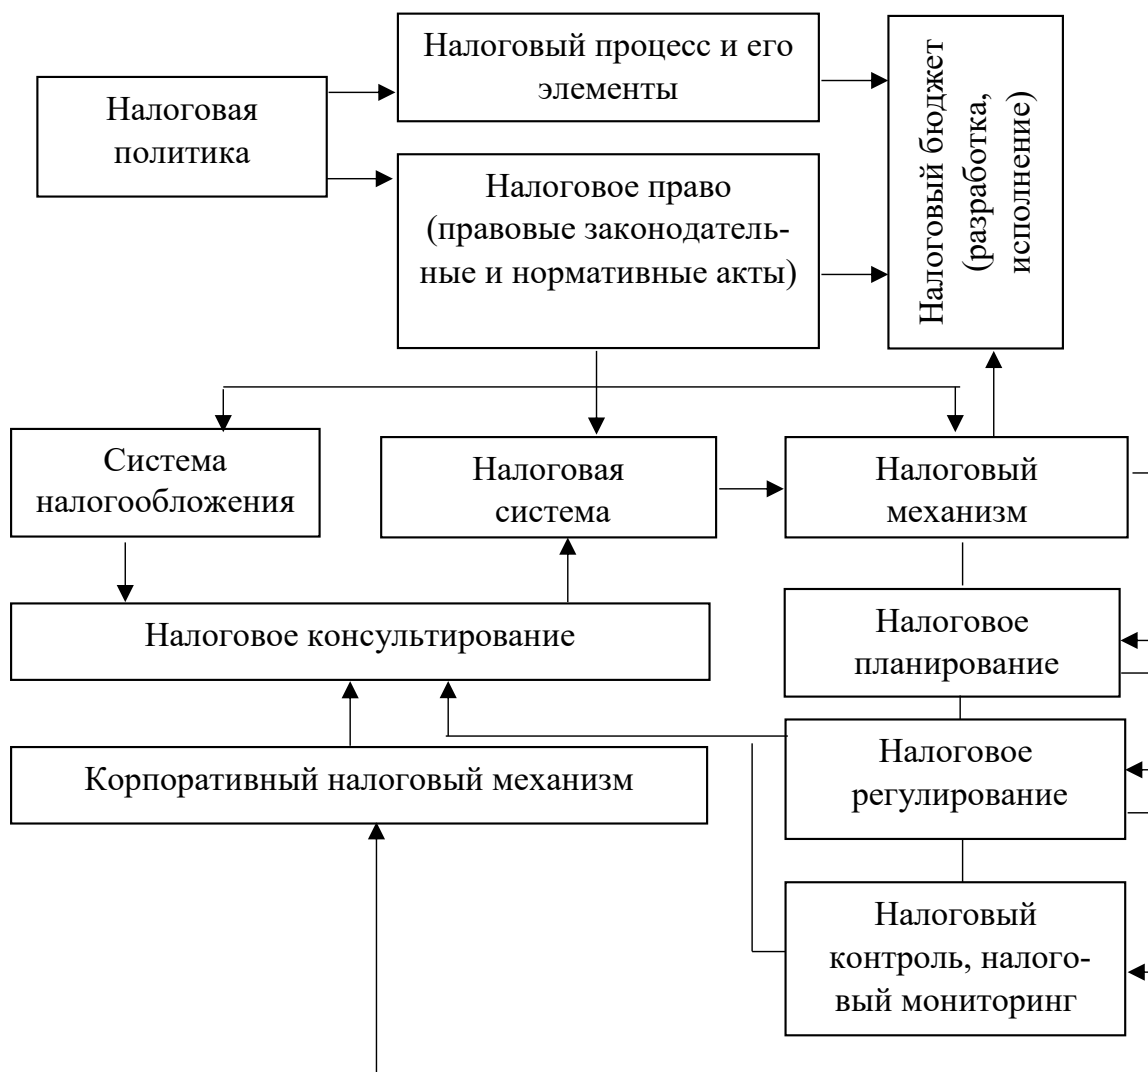 Налоговый процесс и его
элементы
Налоговая
политика
Налоговое право
(правовые законодатель-
ные и нормативные акты)
Налоговый бюджет
(разработка,
исполнение)
Система
налогообложения
Налоговая
система
Налоговый
механизм
Налоговое консультирование
Налоговое
планирование
Корпоративный налоговый механизм
Налоговое
регулирование
Налоговый
контроль, налого-
вый мониторинг